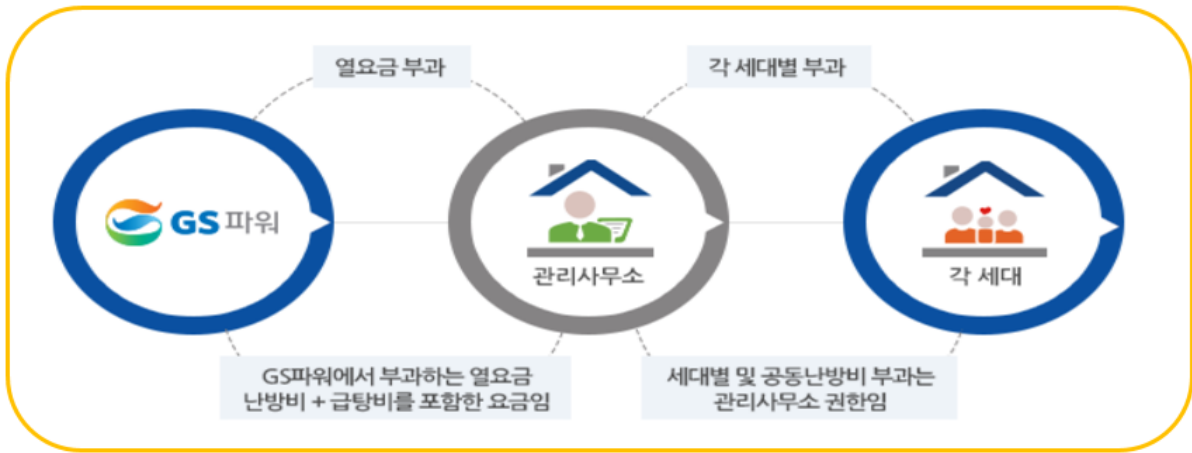 열요금 부과
각 세대별 부과
GS 파워
관리사무소
각 세대
GS파워에서 부과하는 열요금
난방비 + 급탕비를 포함한 요금임
세대별 및 공동난방비 부과는
관리사무소 권한임